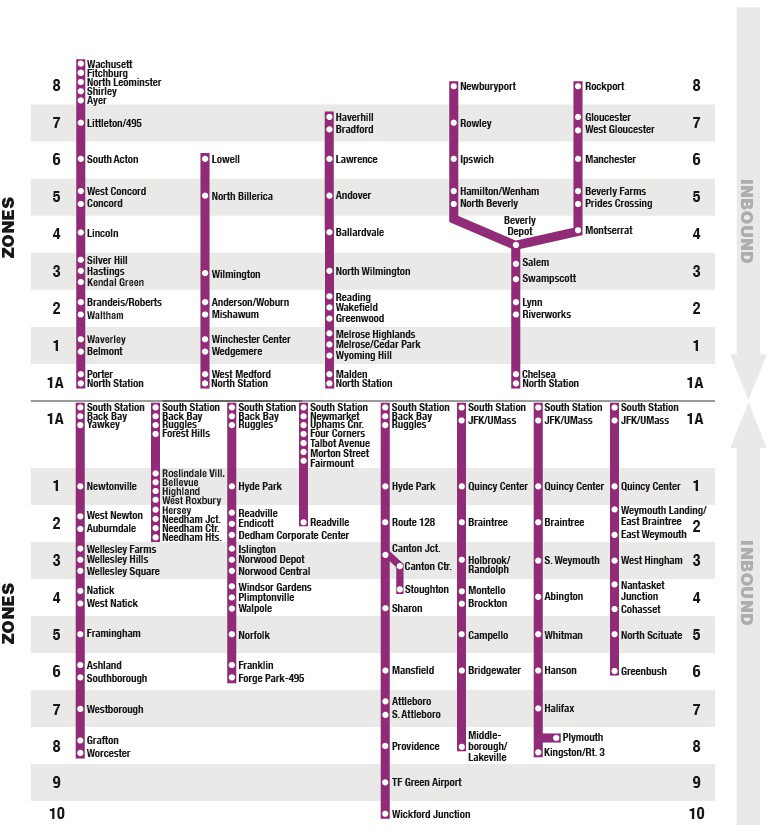 ZONES
8
Wachusett
Fitchburg
North Leominster
Shirley
Ayer
Newburyport
Rockport
8
7
Littleton/495
Haverhill
Bradford
Rowley
Gloucester
West Gloucester
7
6
South Acton
Lowell
Lawrence
Ipswich
Manchester
6
5
West Concord
Concord
North Billerica
Andover
Hamilton/Wenham
North Beverly
Beverly Farms
Prides Crossing
5
4
Lincoln
Ballardvale
Beverly
Depot
Montserrat
4
3
Silver Hill
Hastings
Kendal Green
Wilmington
North Wilmington
Salem
Swampscott
3
2
Brandeis/Roberts
Waltham
Anderson/Woburn
Mishawum
Reading
Wakefield
Greenwood
Lynn
Riverworks
2
1
Waverley
Belmont
Winchester Center
Wedgemere
Melrose Highlands
Melrose/Cedar Park
Wyoming Hill
1
1A
Porter
North Station
West Medford
North Station
Malden
North Station
Chelsea
North Station
1A
INBOUND
ZONES
1A
South Station
Back Bay
Yawkey
South Station
Back Bay
Ruggles
Forest Hills
South Station
Back Bay
Ruggles
South Station
Newmarket
Uphams Cnr.
Four Corners
Talbot Avenue
Morton Street
Fairmount
South Station
Back Bay
Ruggles
South Station
JFK/UMass
South Station
JFK/UMass
South Station
JFK/UMass
1A
1
Newtonville
Roslindale Vill.
Bellevue
Highland
West Roxbury
Hyde Park
Hyde Park
Quincy Center
Quincy Center
Quincy Center
1
2
West Newton
Auburndale
Hersey
Needham Jct.
Needham Ctr.
Needham Hts.
Readville
Endicott
Dedham Corporate Center
Readville
Route 128
Braintree
Braintree
Weymouth Landing/
East Braintree
East Weymouth
2
3
Wellesley Farms
Wellesley Hills
Wellesley Square
Islington
Norwood Depot
Norwood Central
Canton Jct.
Canton Ctr.
Holbrook/
Randolph
S. Weymouth
West Hingham
3
4
Natick
West Natick
Windsor Gardens
Plimptonville
Walpole
Stoughton
Sharon
Montello
Brockton
Abington
Nantasket
Junction
Cohasset
4
5
Framingham
Norfolk
Campello
Whitman
North Scituate
5
6
Ashland
Southborough
Franklin
Forge Park-495
Mansfield
Bridgewater
Hanson
Greenbush
6
7
Westborough
Attleboro
S. Attleboro
Halifax
7
8
Grafton
Worcester
Providence
Middle-
borough/
Lakeville
Plymouth
Kingston/Rt. 3
8
9
TF Green Airport
9
10
Wickford Junction
10
INBOUND